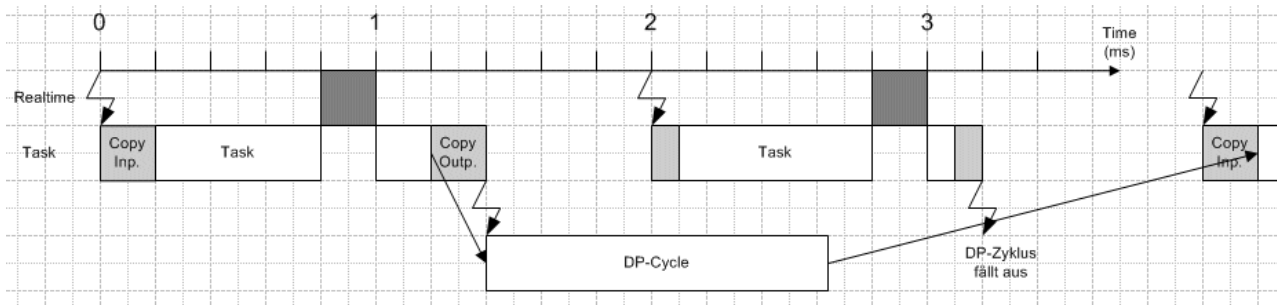 0 1 2 3
Time
(ms)
Realtime
Task
Copy
Inp.
Task
Copy
Outp.
Task
Copy
Inp.
DP-Cycle
DP-Zyklus
fållt aus